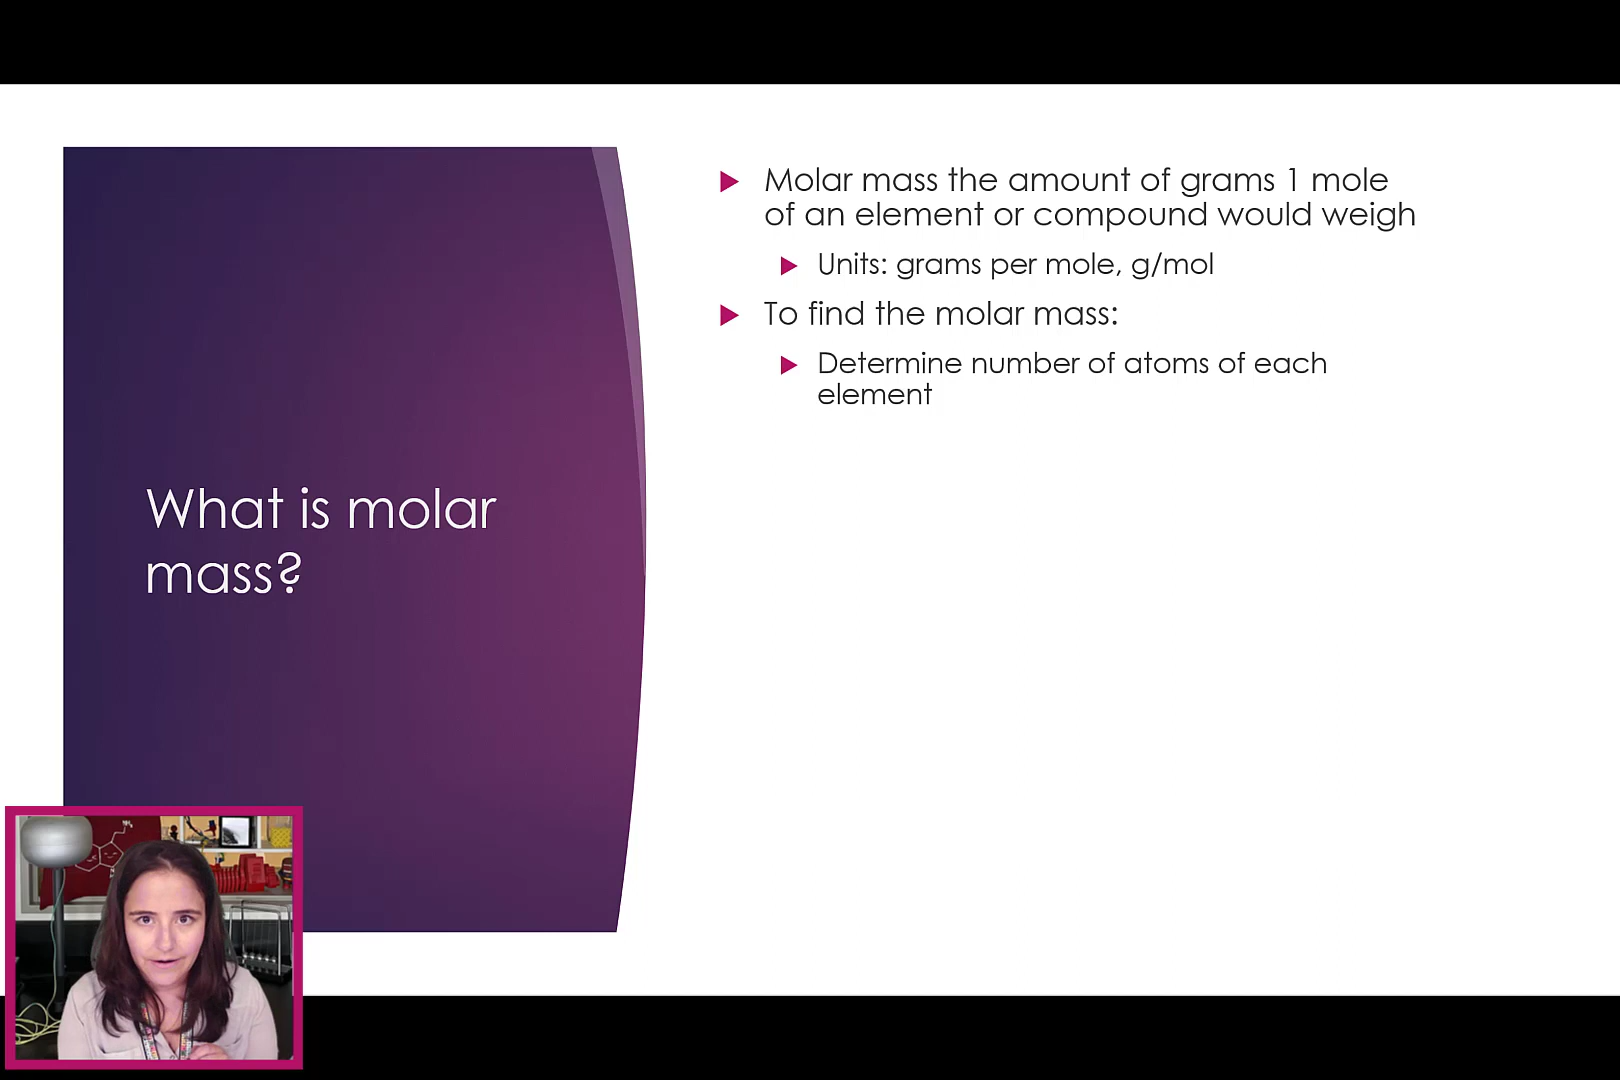 What is molar
mass?
Molar mass the amount of grams 1 mole
of an element or compound would weigh
Units: grams per mole, g/mol
To find the molar mass:
Determine number of atoms of each
element